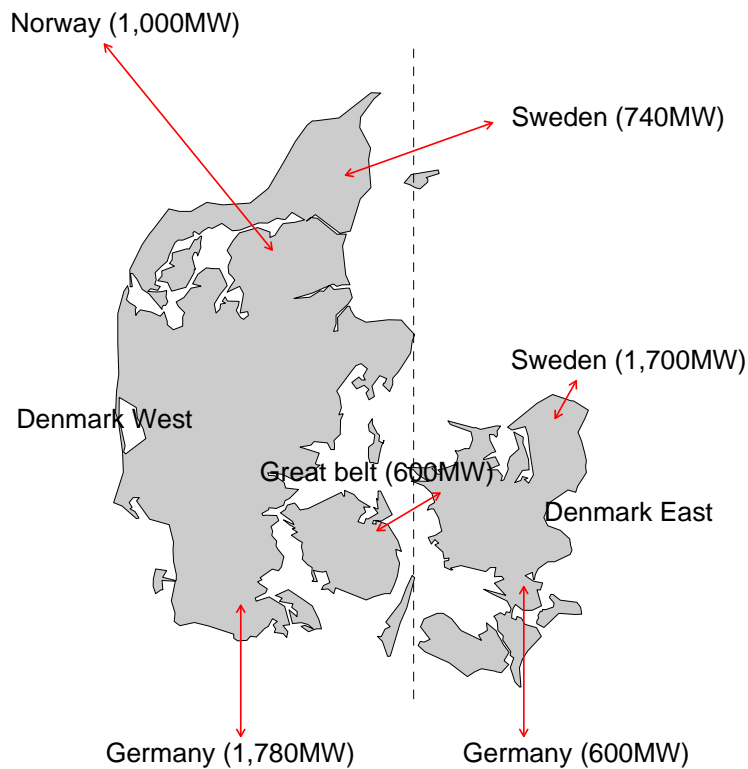 Norway (1,000MW)
Sweden (740MW)
Sweden (1,700MW)
Denmark West
Great belt (600MW)
Denmark East
Germany (1,780MW)
Germany (600MW)